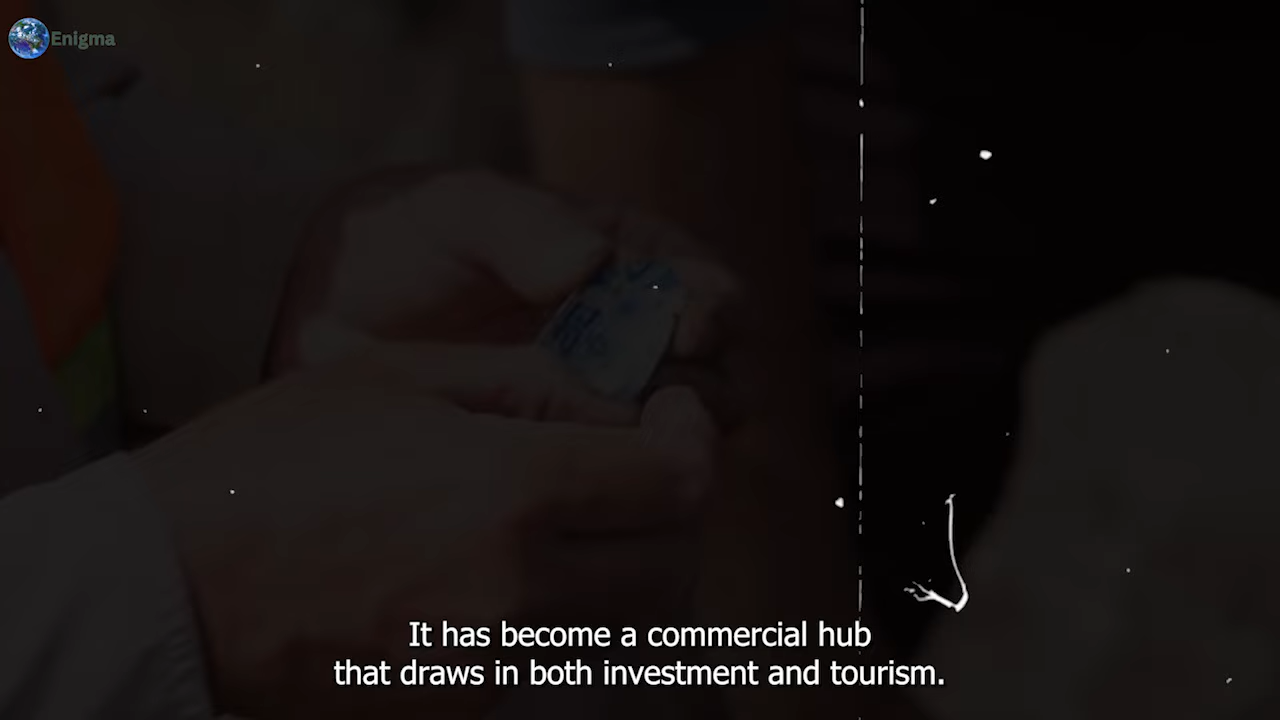 Enigma
It has become a commercial hub
that draws in both investment and tourism.